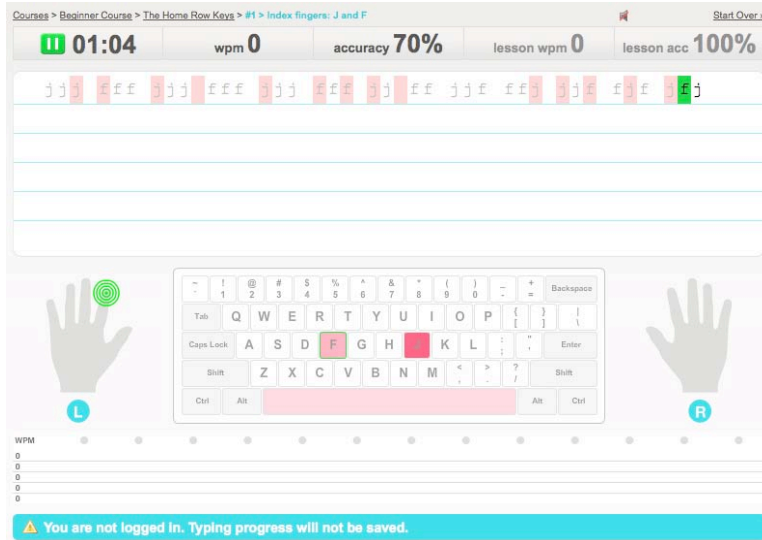 Courses > Beginner Course > The Home Row Keys > #1 > Index fingers: J and F Start Over
01:04 wpm 0 accuracy 70% lesson wpm 0 lesson acc 100%
jjj fff jjj fff jjj fff jj ff jjf ffj jjf fjf jfj
~ ! @ # $ % ^ & * ( ) _ + Backspace
` 1 2 3 4 5 6 7 8 9 0 - =
Tab Q W E R T Y U I O P { } |
[ ] \
Caps Lock A S D F G H J K L : " Enter
; '
Shift Z X C V B N M < > ? Shift
, . /
Ctrl Alt Alt Ctrl
L R
WPM
0
0
0
0
0
You are not logged in. Typing progress will not be saved.